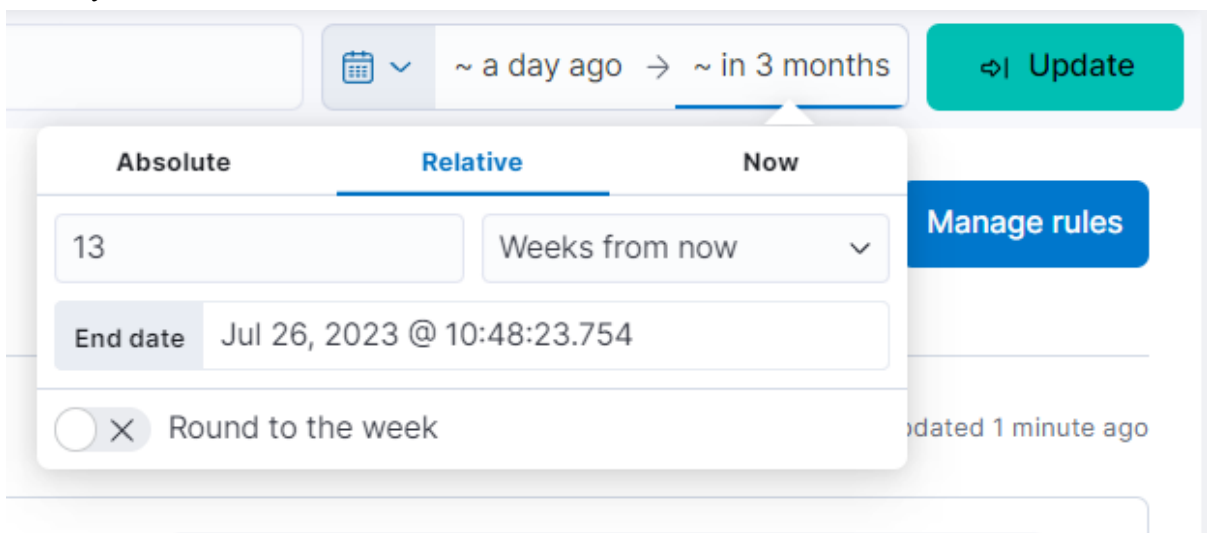 ~ a day ago → ~ in 3 months Update
Absolute Relative Now
Manage rules
13 Weeks from now
End date Jul 26, 2023 @ 10:48:23.754
Round to the week
dated 1 minute ago